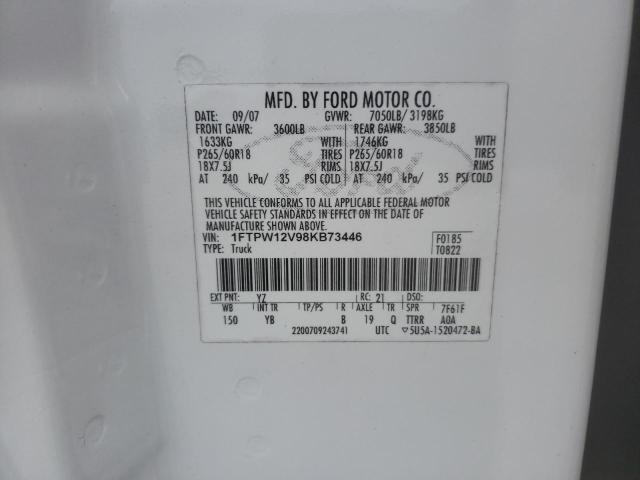 MFD. BY FORD MOTOR CO.
DATE: 09/07 GVWR: 7050LB/ 3198KG
FRONT GAWR: 3600LB REAR GAWR: 3850LB
1633KG WITH 1746KG WITH
P265/60R18 TIRES P265/60R18 TIRES
18X7.5J RIMS 18X7.5J RIMS
AT 240 kPa/ 35 PSI COLD AT 240 kPa/ 35 PSI COLD
Ford
THIS VEHICLE CONFORMS TO ALL APPLICABLE FEDERAL MOTOR
VEHICLE SAFETY STANDARDS IN EFFECT ON THE DATE OF
MANUFACTURE SHOWN ABOVE.
VIN: 1FTPW12V98KB73446 F0185
TYPE: Truck T0822
EXT PNT: YZ RC: 21 DSO:
WB INT TR TP/PS R AXLE TR SPR 7F61F
150 YB B 19 Q TTRR A0A
2200709243741 UTC ▽5U5A-1520472-BA